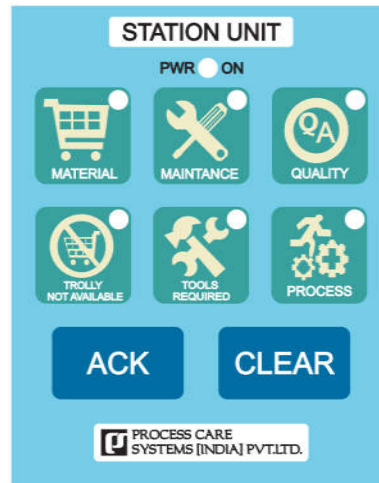 STATION UNIT
PWR ON
MATERIAL
MAINTANCE
QA
QUALITY
TROLLY
NOT AVAILABLE
TOOLS
REQUIRED
PROCESS
ACK
CLEAR
PROCESS CARE
SYSTEMS [INDIA] PVT.LTD.